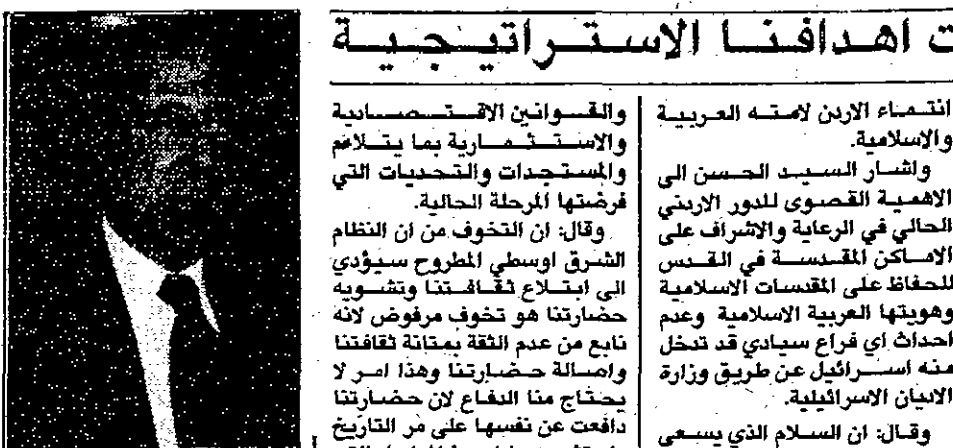 ت اهدافنا الاستراتيجية
انتماء الاردن لامته العربية
والاسلامية.
واشار السيد الحسن الى
الاهمية القصوى للدور الاردني
الحالي في الرعاية والاشراف على
الاماكن المقدسة في القدس
للحفاظ على المقدسات الاسلامية
وهويتها العربية الاسلامية وعدم
احداث اي فراغ سيادي قد تدخل
منه اسرائيل عن طريق وزارة
الاديان الاسرائيلية.
وقال: ان السلام الذي يسعى
والقوانين الاقتصادية
والاستثمارية بما يتلاءم
والمستجدات والتحديات التي
فرضتها المرحلة الحالية.
وقال: ان التخوف من ان النظام
الشرق اوسطي المطروح سيؤدي
الى ابتلاع ثقافتنا وتشويه
حضارتنا هو تخوف مرفوض لانه
نابع من عدم الثقة بمتانة ثقافتنا
واصالة حضارتنا وهذا امر لا
يحتاج منا الدفاع لان حضارتنا
دافعت عن نفسها على مر التاريخ